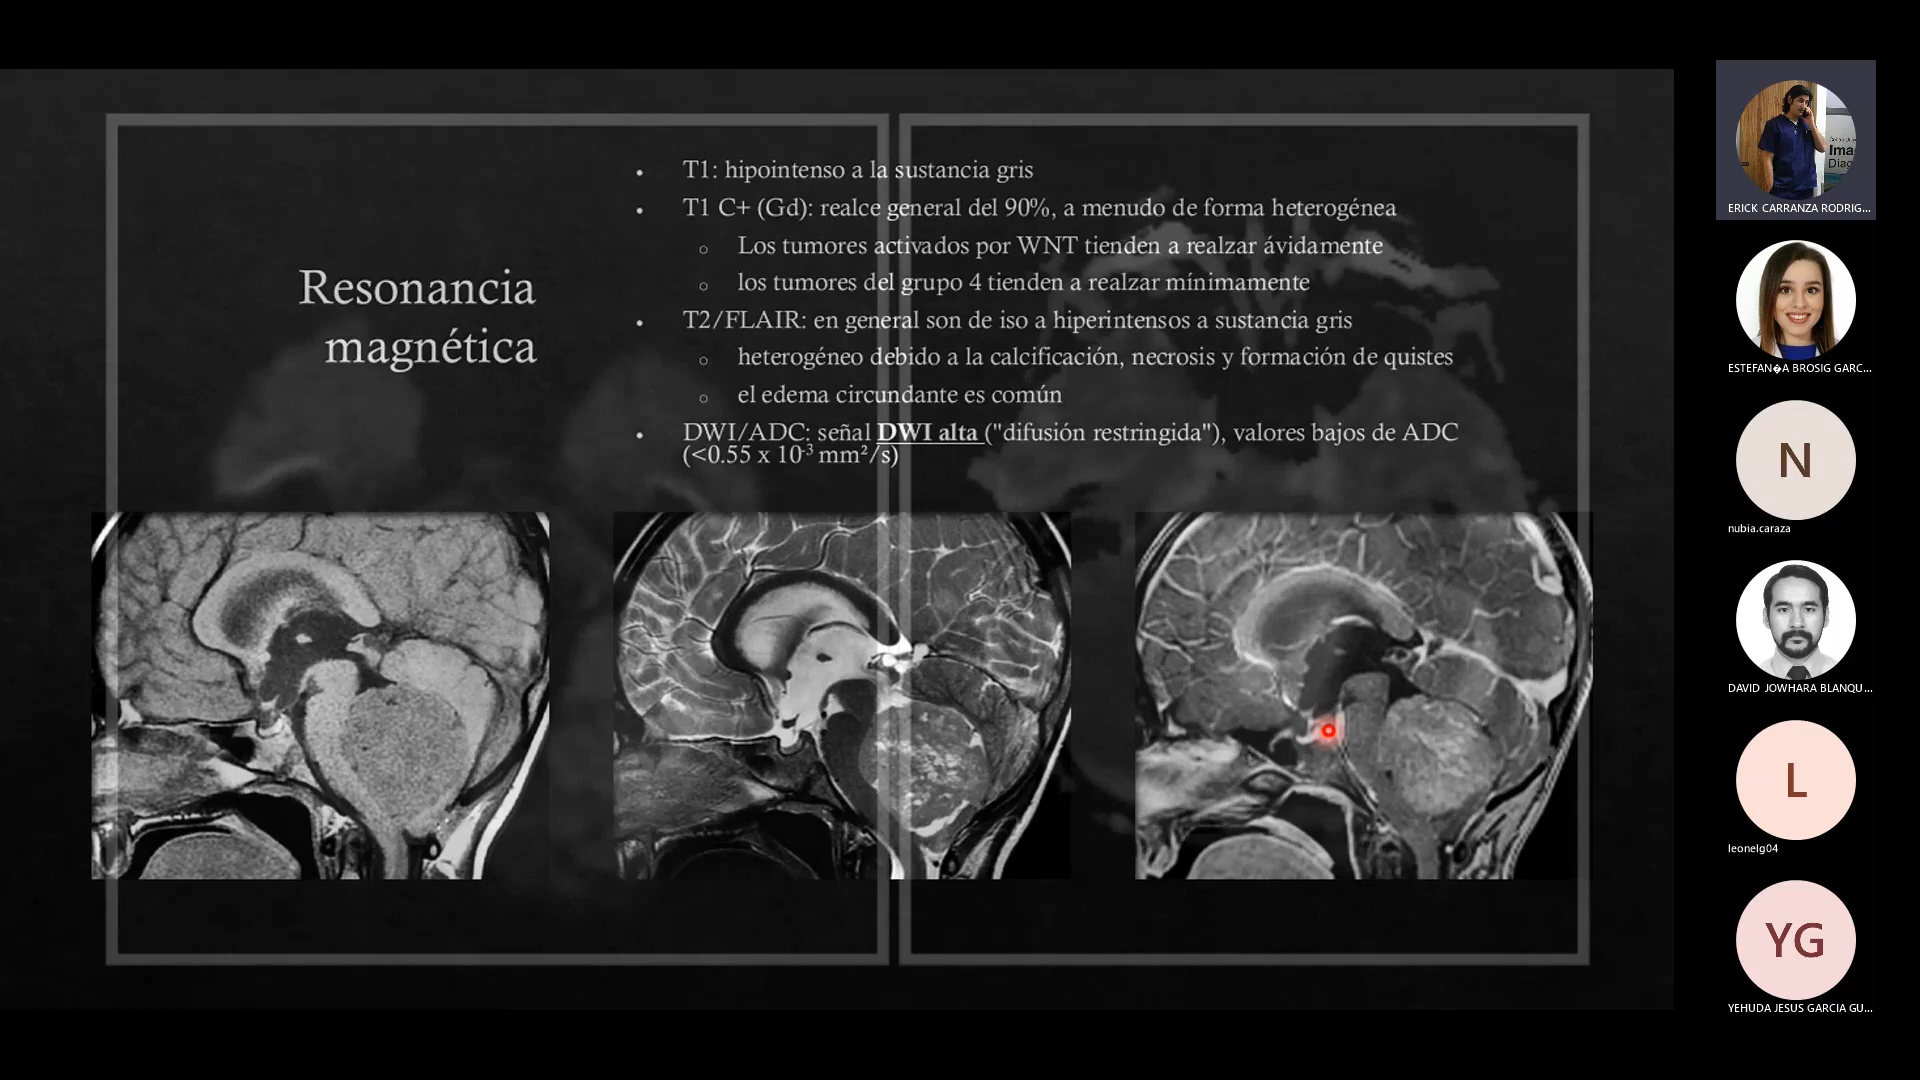 Resonancia
magnética
T1: hipointenso a la sustancia gris
T1 C+ (Gd): realce general del 90%, a menudo de forma heterogénea
Los tumores activados por WNT tienden a realzar ávidamente
los tumores del grupo 4 tienden a realzar mínimamente
T2/FLAIR: en general son de iso a hiperintensos a sustancia gris
heterogéneo debido a la calcificación, necrosis y formación de quistes
el edema circundante es común
DWI/ADC: señal DWI alta ("difusión restringida"), valores bajos de ADC
(<0.55 x 10-3 mm²/s)
Ima
Diag
ERICK CARRANZA RODRIG...
ESTEFAN�A BROSIG GARC...
N
nubia.caraza
DAVID JOWHARA BLANQU...
L
leonelg04
YG
YEHUDA JESUS GARCIA GU...